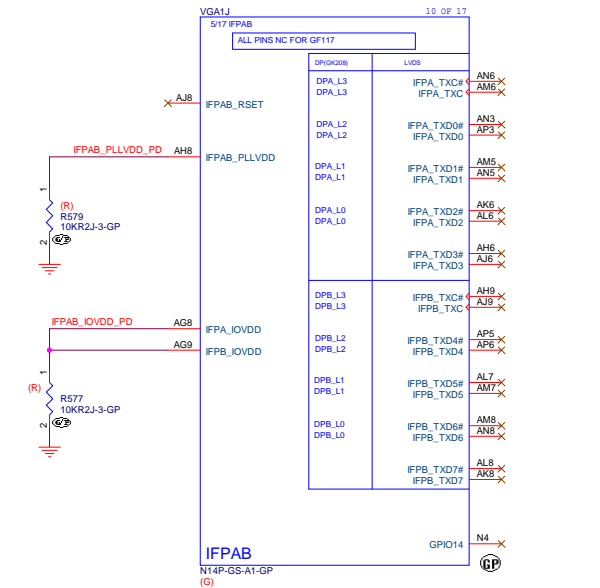 VGA1J 10 OF 17
5/17 IFPAB
ALL PINS NC FOR GF117
DP(GK208) LVDS
DPA_L3 IFPA_TXC# AN6
DPA_L3 IFPA_TXC AM6
AJ8 IFPAB_RSET
DPA_L2 IFPA_TXD0# AN3
DPA_L2 IFPA_TXD0 AP3
IFPAB_PLLVDD_PD AH8 IFPAB_PLLVDD
DPA_L1 IFPA_TXD1# AM5
DPA_L1 IFPA_TXD1 AN5
1
(R)
R579
10KR2J-3-GP
2 G/P
DPA_L0 IFPA_TXD2# AK6
DPA_L0 IFPA_TXD2 AL6
IFPA_TXD3# AH6
IFPA_TXD3 AJ6
DPB_L3 IFPB_TXC# AH9
DPB_L3 IFPB_TXC AJ9
IFPAB_IOVDD_PD AG8 IFPA_IOVDD
AG9 IFPB_IOVDD
DPB_L2 IFPB_TXD4# AP5
DPB_L2 IFPB_TXD4 AP6
1
(R)
R577
10KR2J-3-GP
2 G/P
DPB_L1 IFPB_TXD5# AL7
DPB_L1 IFPB_TXD5 AM7
DPB_L0 IFPB_TXD6# AM8
DPB_L0 IFPB_TXD6 AN8
IFPB_TXD7# AL8
IFPB_TXD7 AK8
GPIO14 N4
IFPAB
GP
N14P-GS-A1-GP
(G)